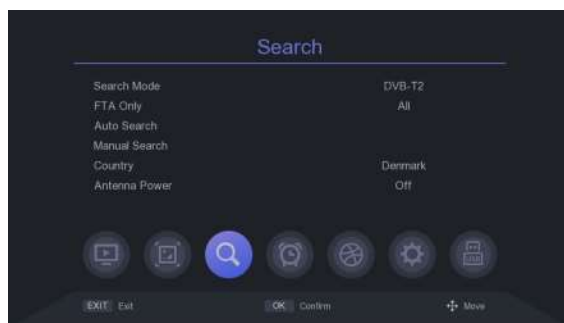 Search
Search Mode DVB-T2
FTA Only All
Auto Search
Manual Search
Country Denmark
Antenna Power Off
USB
EXIT Exit OK Confirm Move